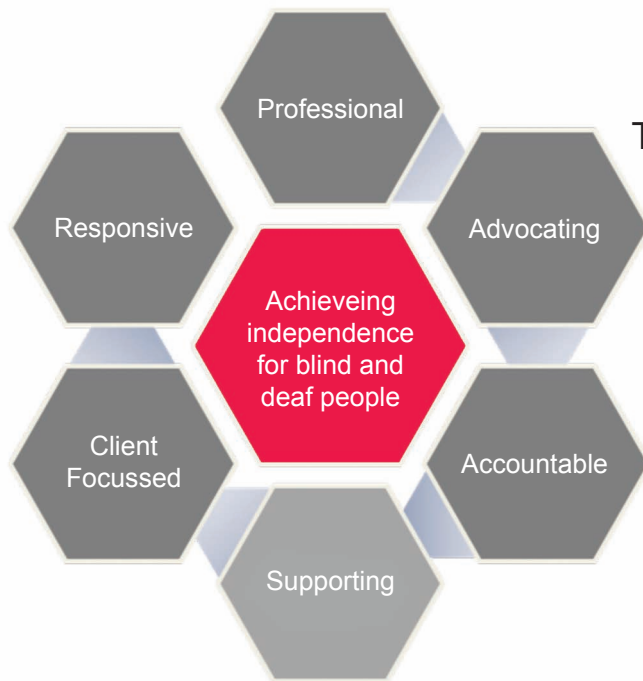 Professional
T
Responsive
Advocating
Achieveing
independence
for blind and
deaf people
Client
Focussed
Accountable
Supporting